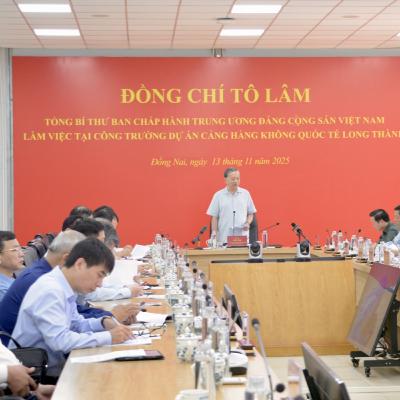 ĐỒNG CHÍ TÔ LÂM
TỔNG BÍ THƯ BAN CHẤP HÀNH TRUNG ƯƠNG ĐẢNG CỘNG SẢN VIỆT NAM
LÀM VIỆC TẠI CÔNG TRƯỜNG DỰ ÁN CẢNG HÀNG KHÔNG QUỐC TẾ LONG THÀNH
Đồng Nai, ngày 13 tháng 11 năm 2025